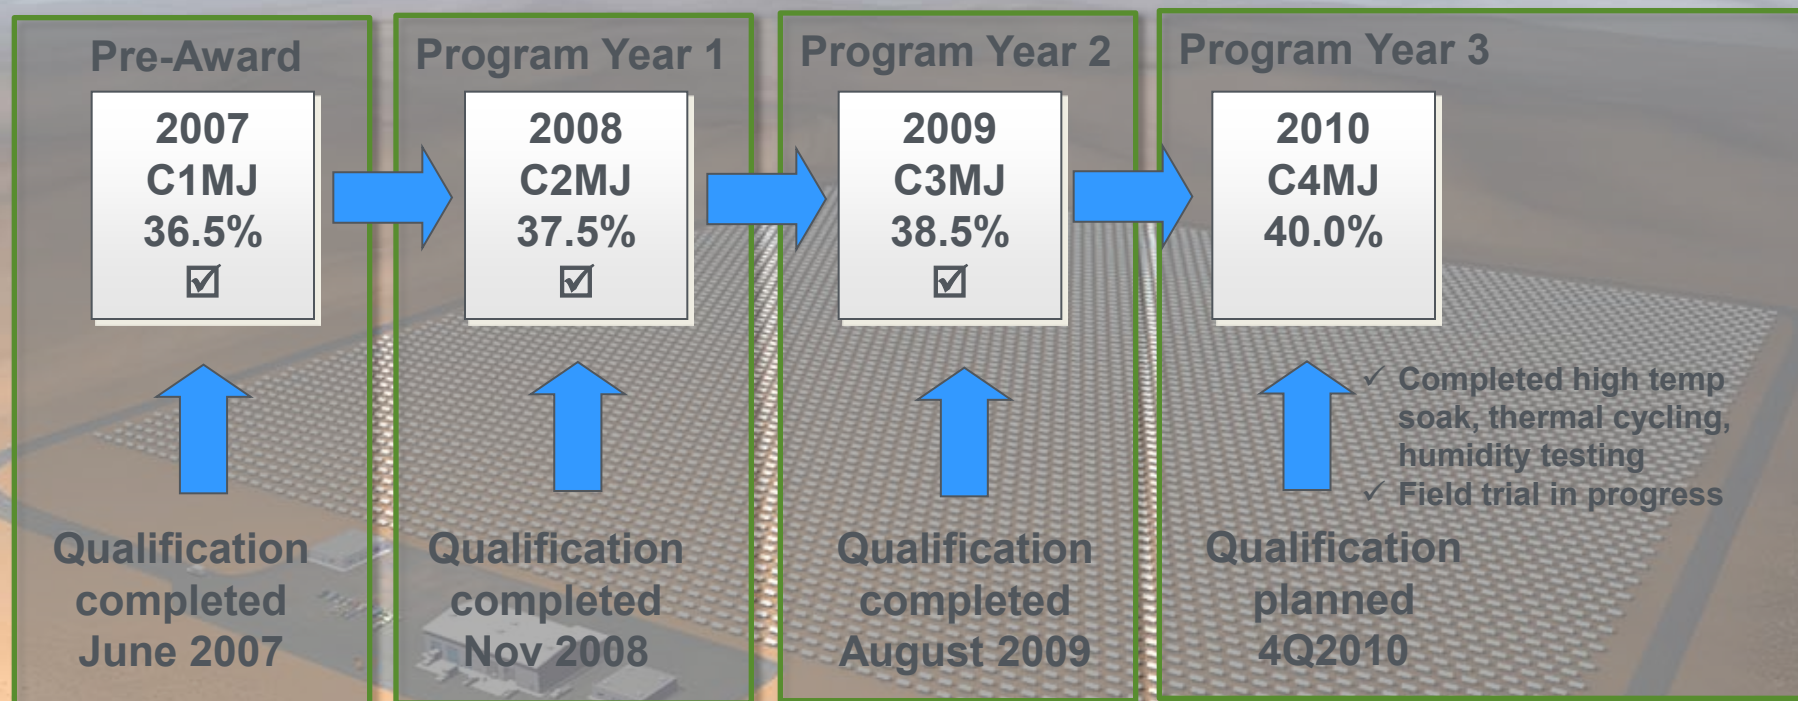 Pre-Award
2007
C1MJ
36.5%
☑
Qualification
completed
June 2007
Program Year 1
2008
C2MJ
37.5%
☑
Qualification
completed
Nov 2008
Program Year 2
2009
C3MJ
38.5%
☑
Qualification
completed
August 2009
Program Year 3
2010
C4MJ
40.0%
✓ Completed high temp
soak, thermal cycling,
humidity testing
✓ Field trial in progress
Qualification
planned
4Q2010